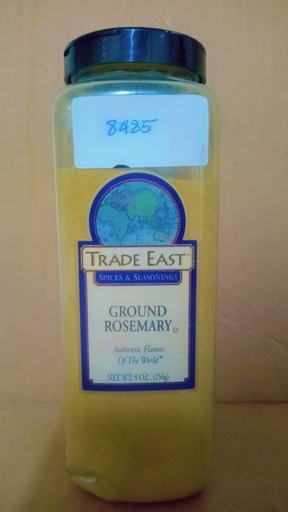 8485
TRADE EAST®
SPICES & SEASONINGS
GROUND
ROSEMARY
Authentic Flavors
Of The World®
NET WT. 9 OZ. (256g)